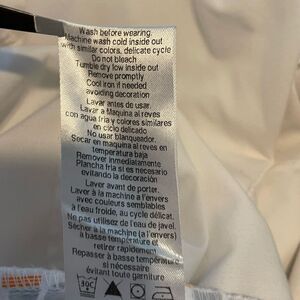 Wash before wearing.
Machine wash cold inside out
with similar colors, delicate cycle
Do not bleach
Tumble dry low inside out
Remove promptly
Cool iron if needed
avoiding decoration
Lavar antes de usar.
Lavar a Maquina al reves
con agua fria y colores similares
en ciclo delicado
No usar blanqueador.
Secar en maquina al reves en
temperatura baja
Remover inmediatamente
Plancha fria si es necesario
evitando la decoración
Laver avant de porter.
Laver à la machine a l'envers
avec couleurs semblables
à l'eau froide, au cycle délicat.
Ne pas utilisez de l'eau de javel.
Sécher à la machine (a l'envers)
à basse température et
retirer rapidement
Repasser à basse température
si nécessaire
évitant toute garniture
30C